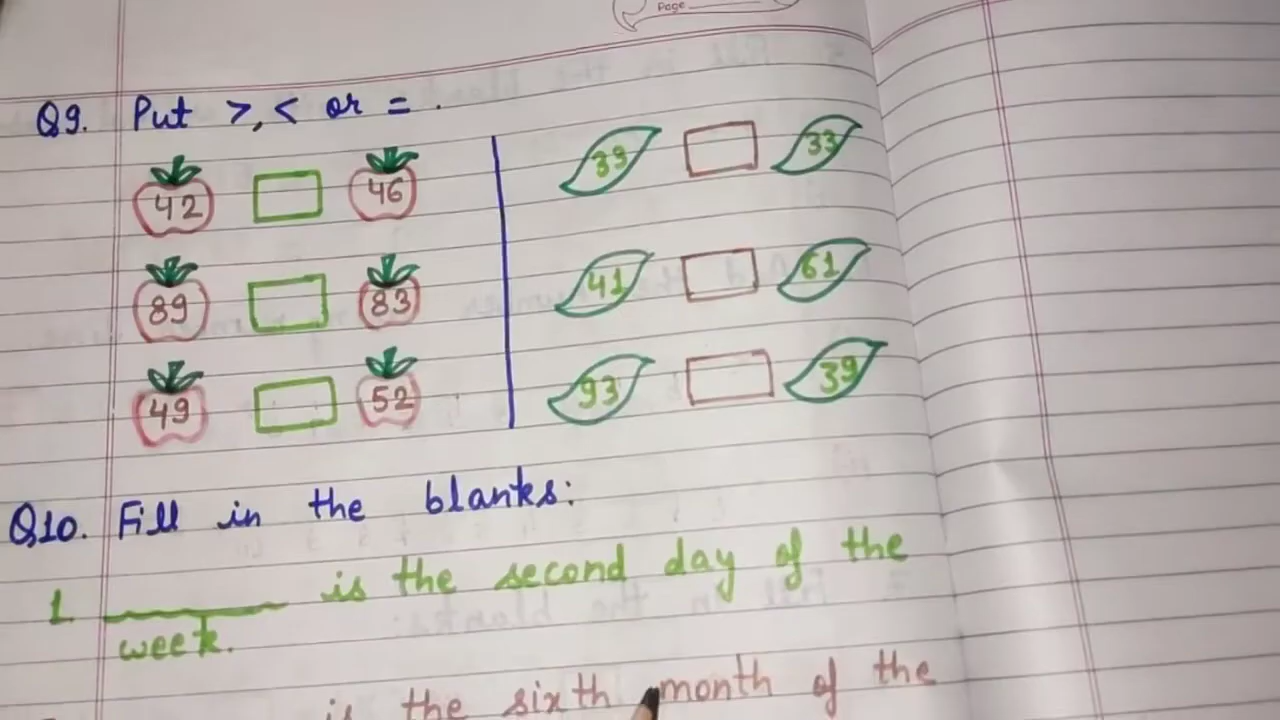 Page
Q9. Put >, < or = .
42 46
39 33
89 83
41 61
49 52
93 39
Q10. Fill in the blanks:
1 is the second day of the
week.
is the sixth month of the